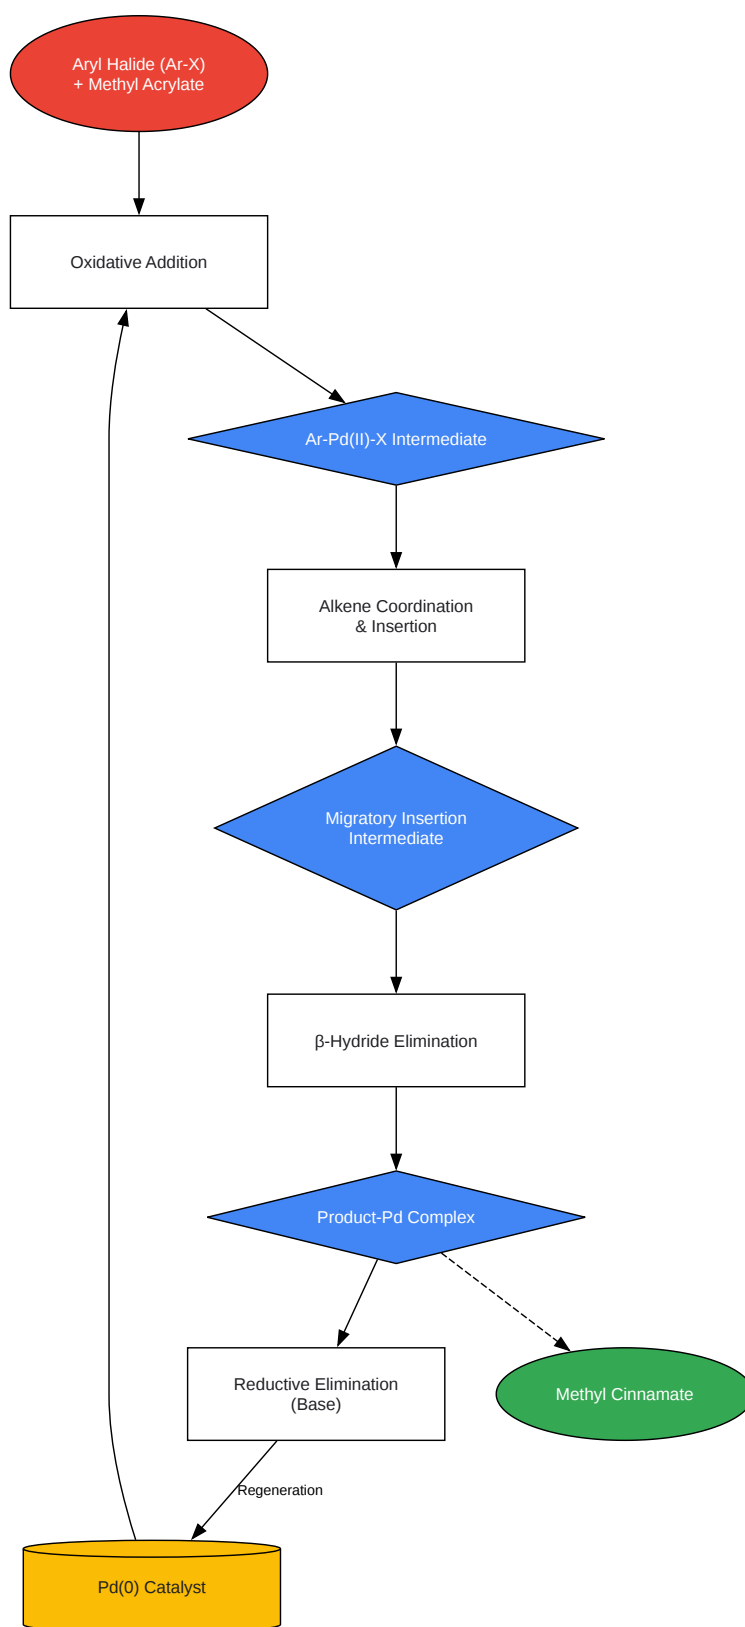 Aryl Halide (Ar-X)
+ Methyl Acrylate
Oxidative Addition
Ar-Pd(II)-X Intermediate
Alkene Coordination
& Insertion
Migratory Insertion
Intermediate
β-Hydride Elimination
Product-Pd Complex
Reductive Elimination
(Base)
Methyl Cinnamate
Regeneration
Pd(0) Catalyst